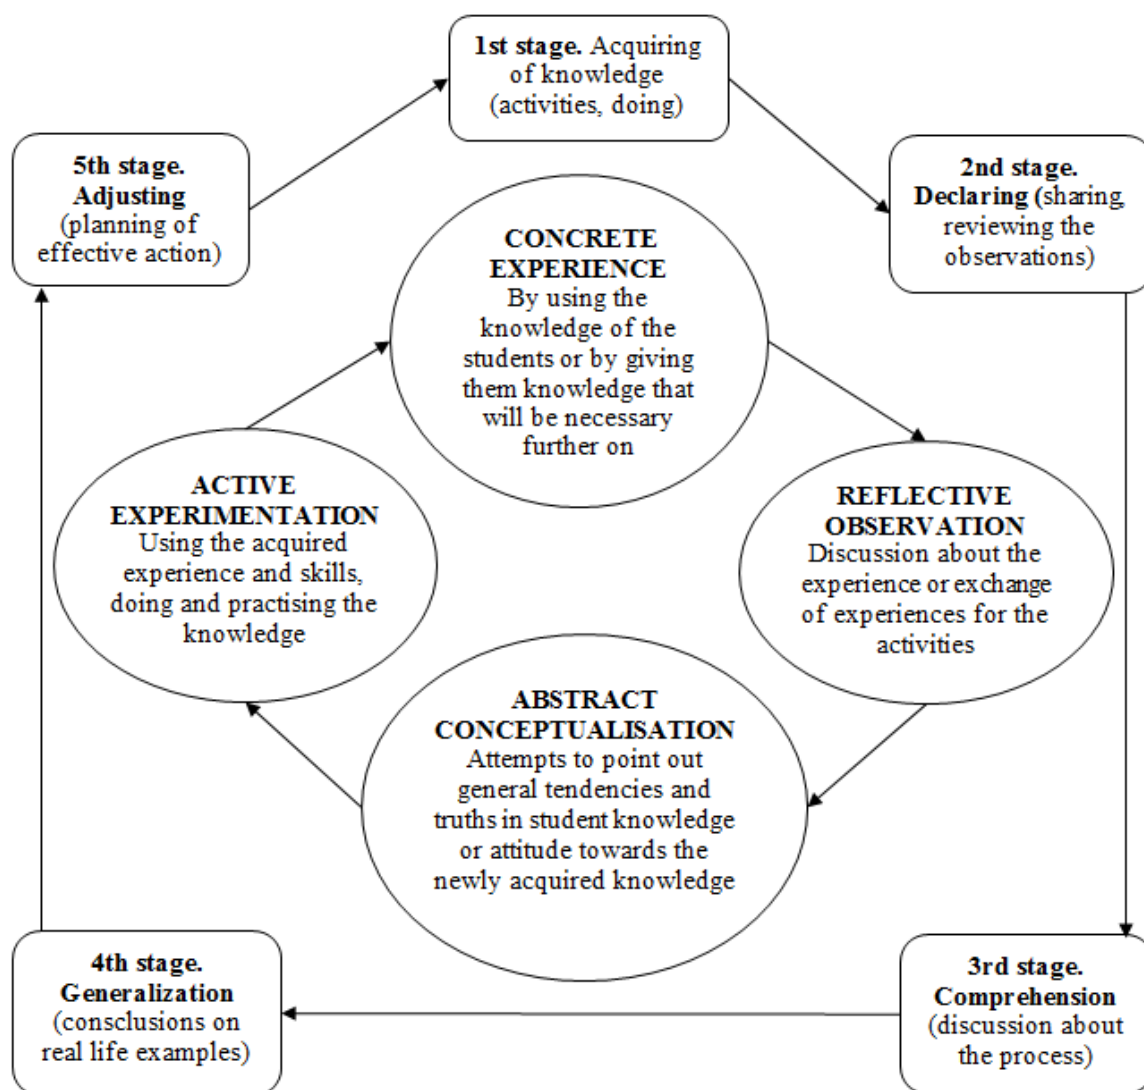 1st stage. Acquiring
of knowledge
(activities, doing)
2nd stage.
Declaring (sharing,
reviewing the
observations)
3rd stage.
Comprehension
(discussion about
the process)
4th stage.
Generalization
(consclusions on
real life examples)
5th stage.
Adjusting
(planning of
effective action)
CONCRETE
EXPERIENCE
By using the
knowledge of the
students or by giving
them knowledge that
will be necessary
further on
REFLECTIVE
OBSERVATION
Discussion about the
experience or exchange
of experiences for the
activities
ABSTRACT
CONCEPTUALISATION
Attempts to point out
general tendencies and
truths in student knowledge
or attitude towards the
newly acquired knowledge
ACTIVE
EXPERIMENTATION
Using the acquired
experience and skills,
doing and practising the
knowledge